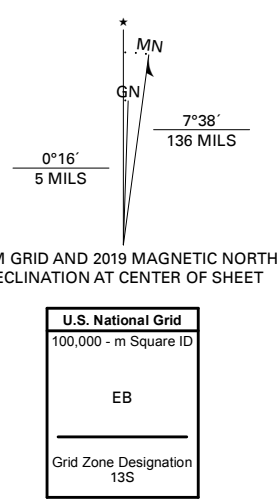 ★
MN
GN
7°38´
136 MILS
0°16´
5 MILS
M GRID AND 2019 MAGNETIC NORTH
ECLINATION AT CENTER OF SHEET
U.S. National Grid
100,000 - m Square ID
EB
Grid Zone Designation
13S